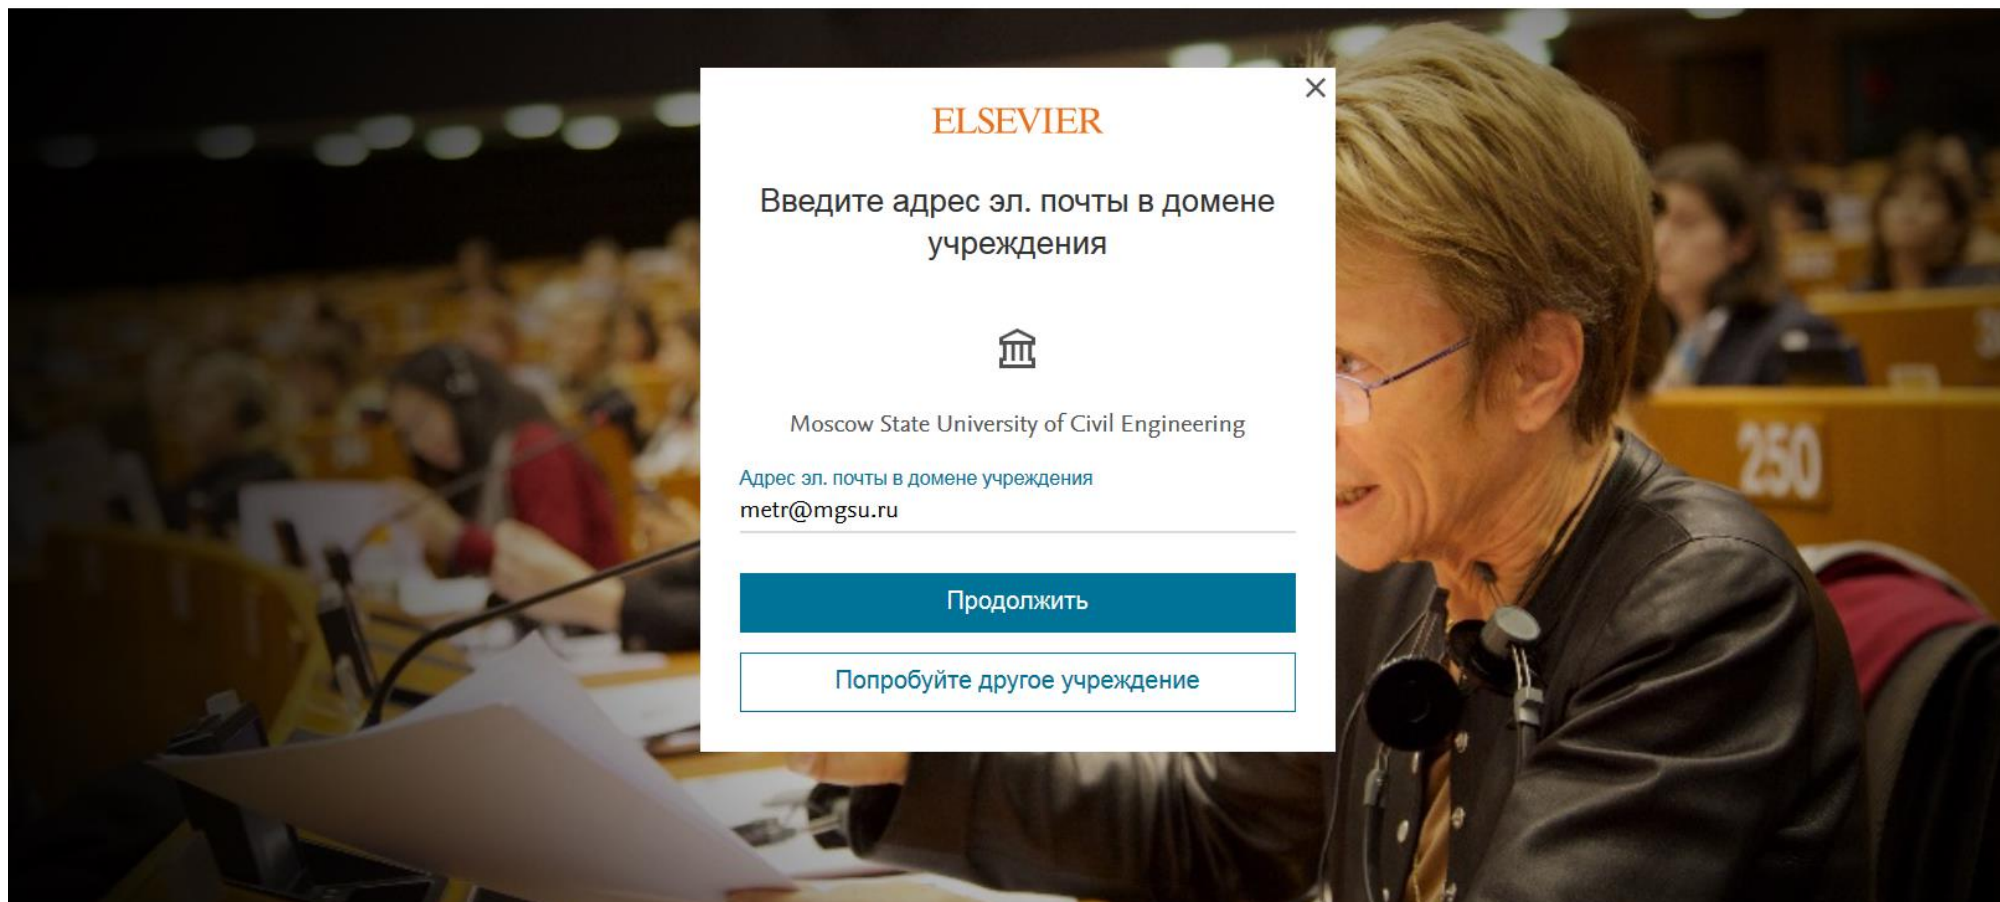 ELSEVIER
Введите адрес эл. почты в домене
учреждения
Moscow State University of Civil Engineering
Адрес эл. почты в домене учреждения
metr@mgsu.ru
Продолжить
Попробуйте другое учреждение
250